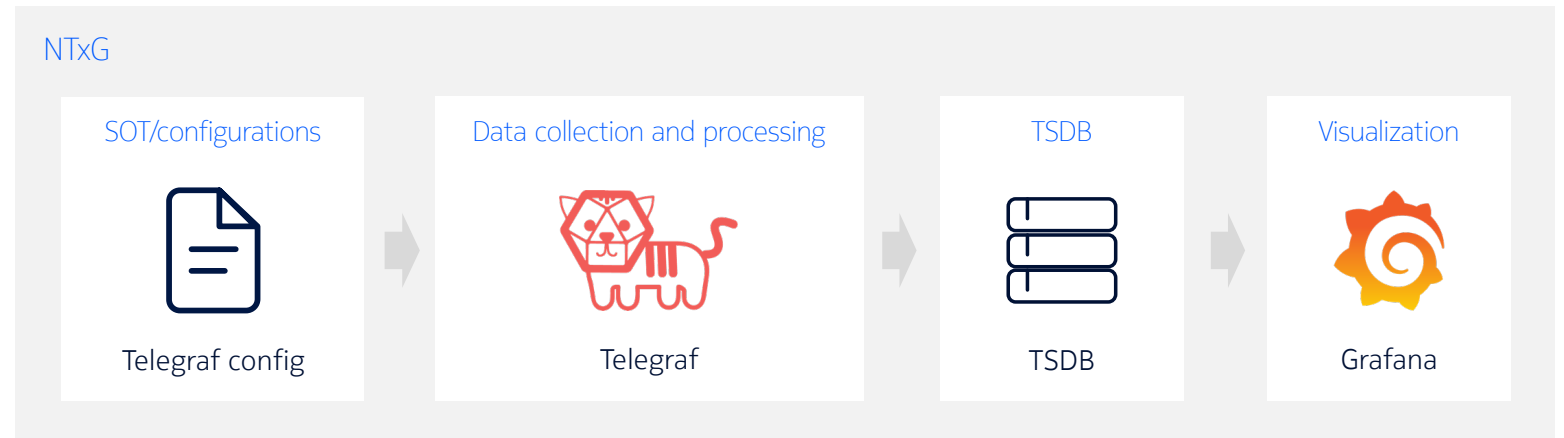 NTxG
SOT/configurations
Telegraf config
Data collection and processing
Telegraf
TSDB
TSDB
Visualization
Grafana